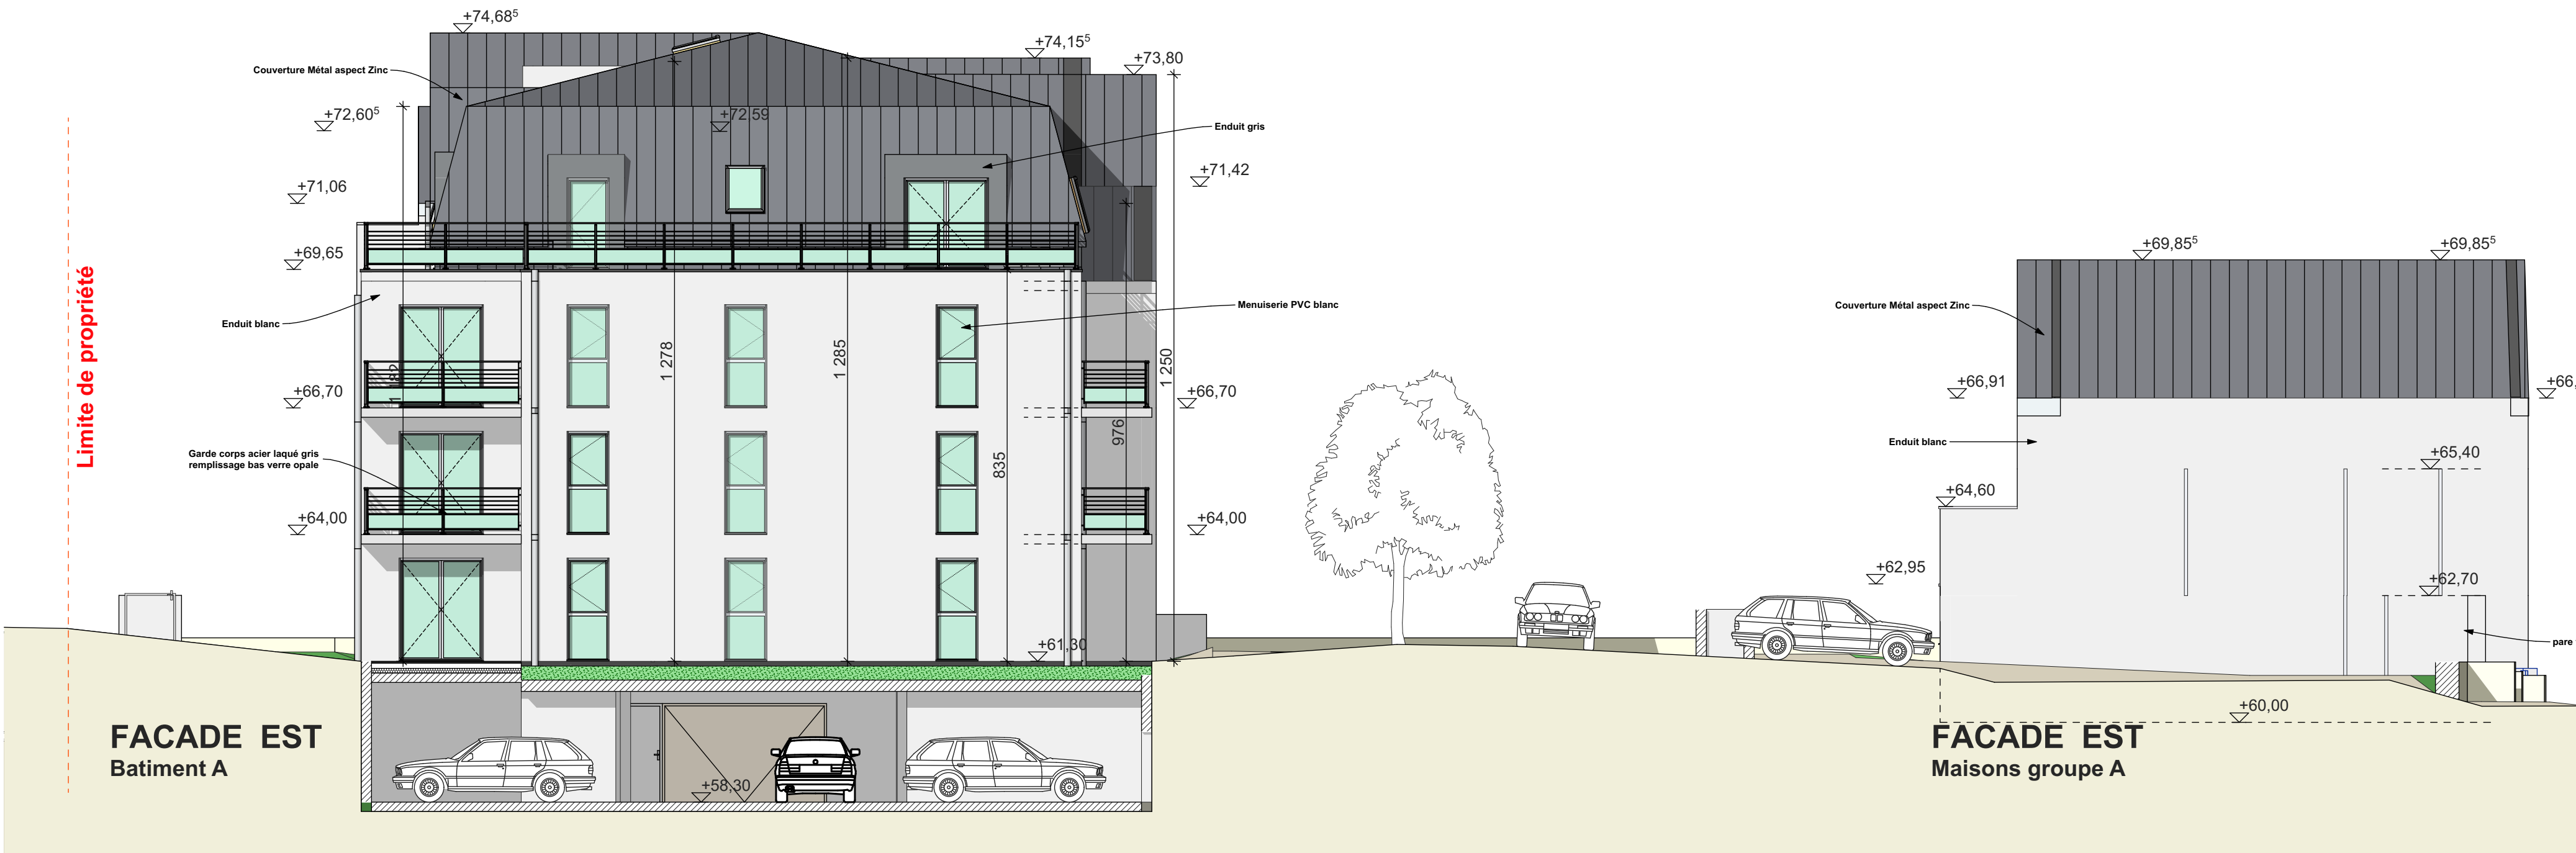 +74,68⁵
+74,15⁵
+73,80
Couverture Métal aspect Zinc
+72,60⁵
+72,59
Enduit gris
+71,42
+71,06
+69,65
Limite de propriété
Enduit blanc
Menuiserie PVC blanc
1 182
1 278
1 285
1 250
+66,70
+66,70
976
835
Garde corps acier laqué gris
remplissage bas verre opale
+64,00
+64,00
+61,30
+58,30
FACADE EST
Batiment A
+69,85⁵
+69,85⁵
Couverture Métal aspect Zinc
+66,91
+66,
Enduit blanc
+65,40
+64,60
+62,95
+62,70
pare
+60,00
FACADE EST
Maisons groupe A